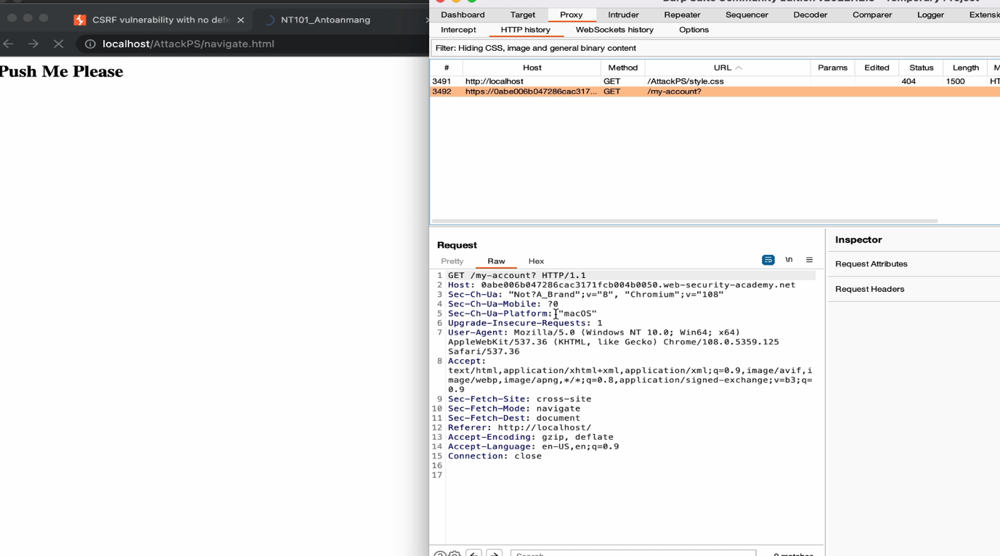 CSRF vulnerability with no defe
NT101_Antoanmang
localhost/AttackPS/navigate.html
Push Me Please
Dashboard Target Proxy Intruder Repeater Sequencer Decoder Comparer Logger Extensic
Intercept HTTP history WebSockets history Options
Filter: Hiding CSS, image and general binary content
# Host Method URL Params Edited Status Length
3491 http://localhost GET /AttackPS/style.css 404 1500 HT
3492 https://0abe006b047286cac317... GET /my-account?
Request
Pretty Raw Hex \n
1 GET /my-account? HTTP/1.1
2 Host: 0abe006b047286cac3171fcb004b0050.web-security-academy.net
3 Sec-Ch-Ua: "Not?A_Brand";v="8", "Chromium";v="108"
4 Sec-Ch-Ua-Mobile: ?0
5 Sec-Ch-Ua-Platform: "macOS"
6 Upgrade-Insecure-Requests: 1
7 User-Agent: Mozilla/5.0 (Windows NT 10.0; Win64; x64)
AppleWebKit/537.36 (KHTML, like Gecko) Chrome/108.0.5359.125
Safari/537.36
8 Accept:
text/html,application/xhtml+xml,application/xml;q=0.9,image/avif,i
mage/webp,image/apng,*/*;q=0.8,application/signed-exchange;v=b3;q=
0.9
9 Sec-Fetch-Site: cross-site
10 Sec-Fetch-Mode: navigate
11 Sec-Fetch-Dest: document
12 Referer: http://localhost/
13 Accept-Encoding: gzip, deflate
14 Accept-Language: en-US,en;q=0.9
15 Connection: close
16
17
Inspector
Request Attributes
Request Headers